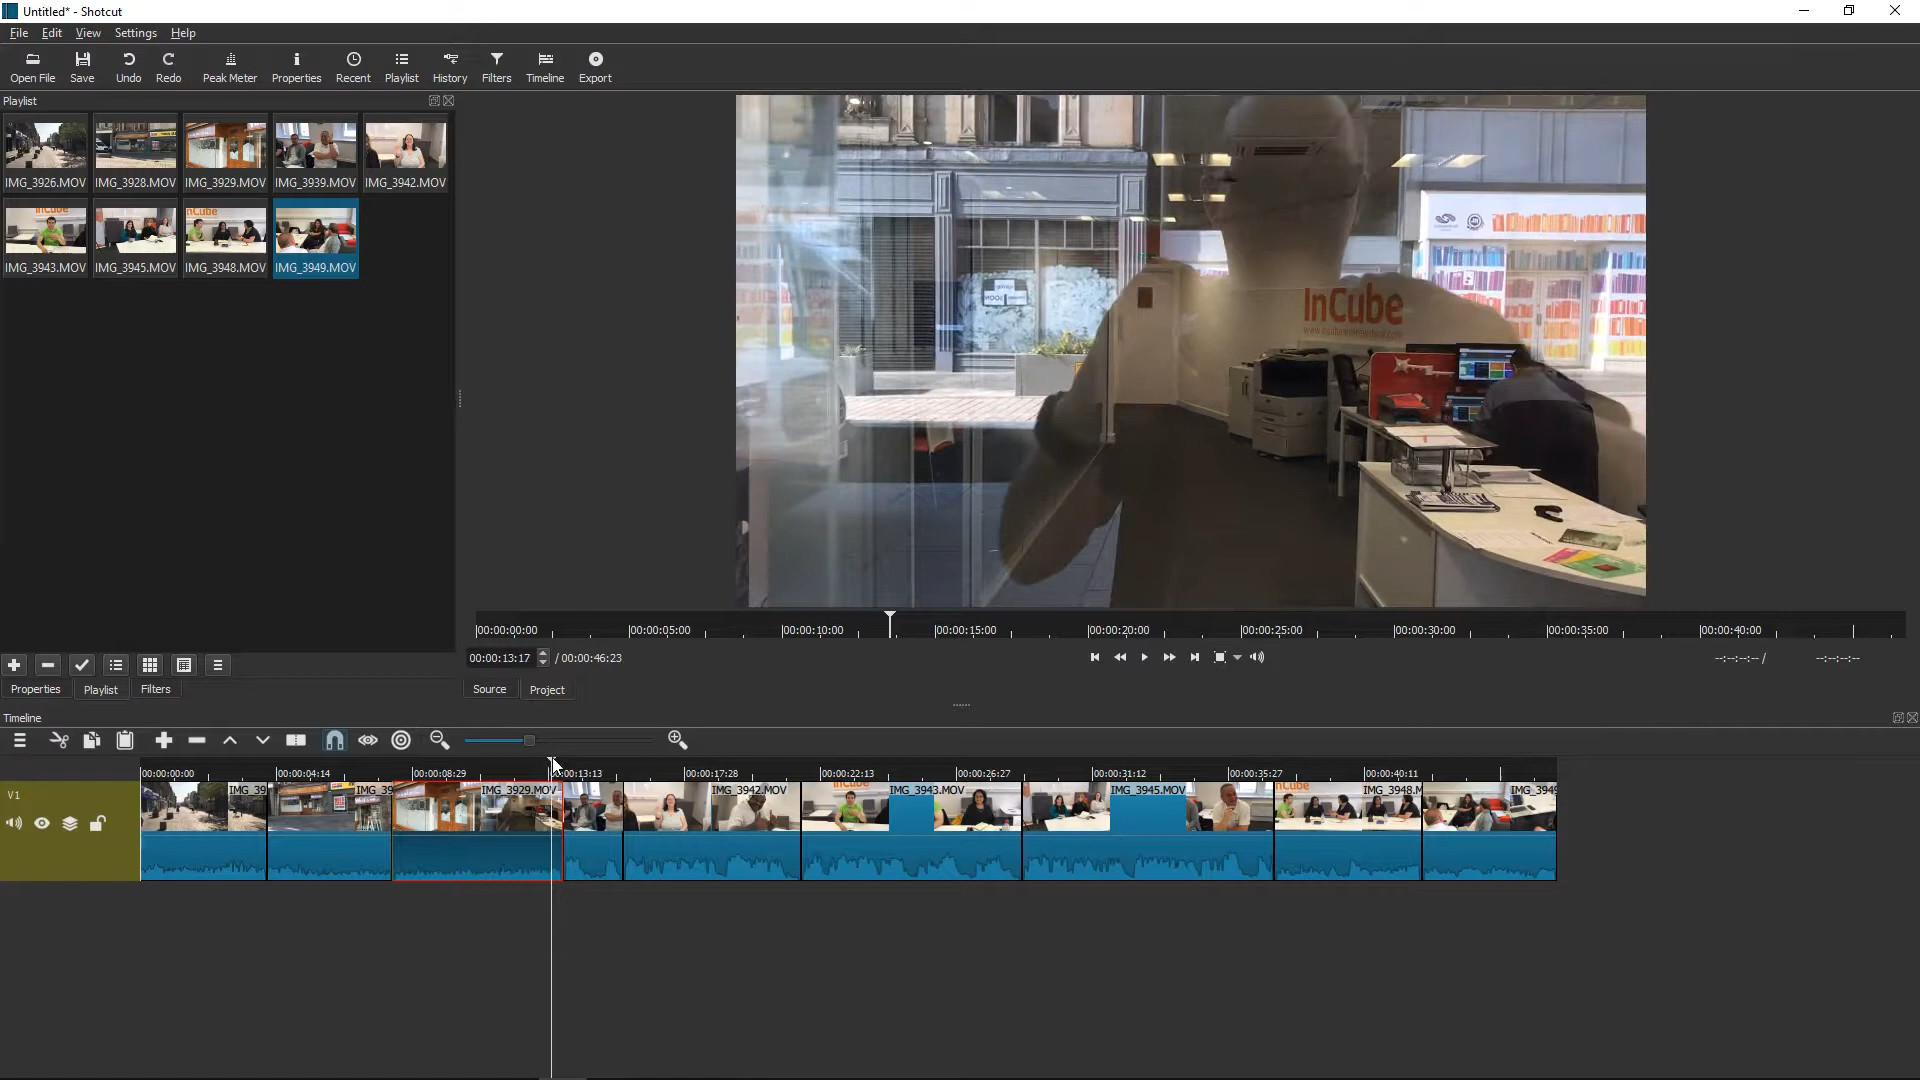 Untitled* - Shotcut
File Edit View Settings Help
Open File Save Undo Redo Peak Meter Properties Recent Playlist History Filters Timeline Export
Playlist
IMG_3926.MOV IMG_3928.MOV IMG_3929.MOV IMG_3939.MOV IMG_3942.MOV
IMG_3943.MOV IMG_3945.MOV IMG_3948.MOV IMG_3949.MOV
InCube
00:00:00:00 00:00:05:00 00:00:10:00 00:00:15:00 00:00:20:00 00:00:25:00 00:00:30:00 00:00:35:00 00:00:40:00
00:00:13:17 / 00:00:46:23 --:--:--:-- / --:--:--:--
Properties Playlist Filters Source Project
Timeline
00:00:00:00 00:00:04:14 00:00:08:29 00:00:13:13 00:00:17:28 00:00:22:13 00:00:26:27 00:00:31:12 00:00:35:27 00:00:40:11
V1 IMG_39 IMG_39 IMG_3929.MOV IMG_3942.MOV IMG_3943.MOV IMG_3945.MOV IMG_3948.M IMG_3949